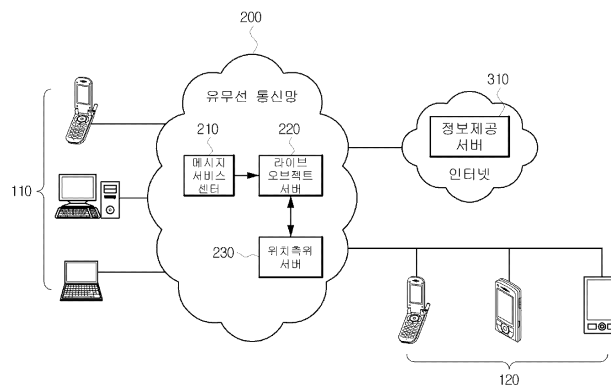 200
유무선 통신망
210
220
메시지
서비스
센터
라이브
오브젝트
서버
230
위치측위
서버
310
정보제공
서버
인터넷
110
120